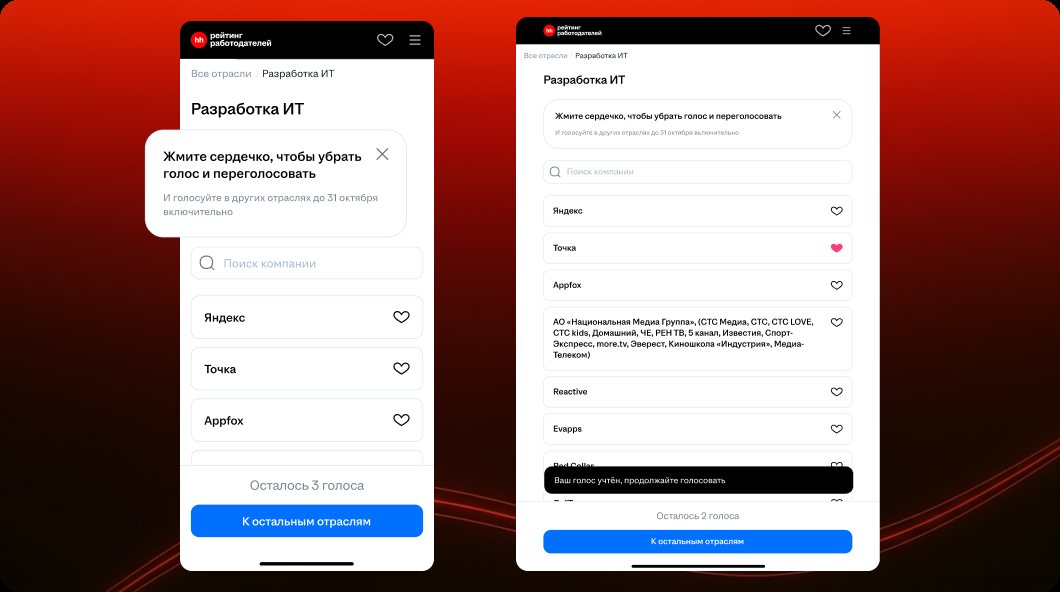 hh рейтинг
работодателей
Все отрасли / Разработка ИТ
Разработка ИТ
Жмите сердечко, чтобы убрать
голос и переголосовать
И голосуйте в других отраслях до 31 октября
включительно
Поиск компании
Яндекс
Точка
Appfox
Осталось 3 голоса
К остальным отраслям
hh рейтинг
работодателей
Все отрасли / Разработка ИТ
Разработка ИТ
Жмите сердечко, чтобы убрать голос и переголосовать
И голосуйте в других отраслях до 31 октября включительно
Поиск компании
Яндекс
Точка
Appfox
АО «Национальная Медиа Группа», (СТС Медиа, СТС, СТС LOVE,
СТС kids, Домашний, ЧЕ, РЕН ТВ, 5 канал, Известия, Спорт-
Экспресс, more.tv, Эверест, Киношкола «Индустрия», Медиа-
Телеком)
Reactive
Evapps
Red Collar
Ваш голос учтён, продолжайте голосовать
Осталось 2 голоса
К остальным отраслям